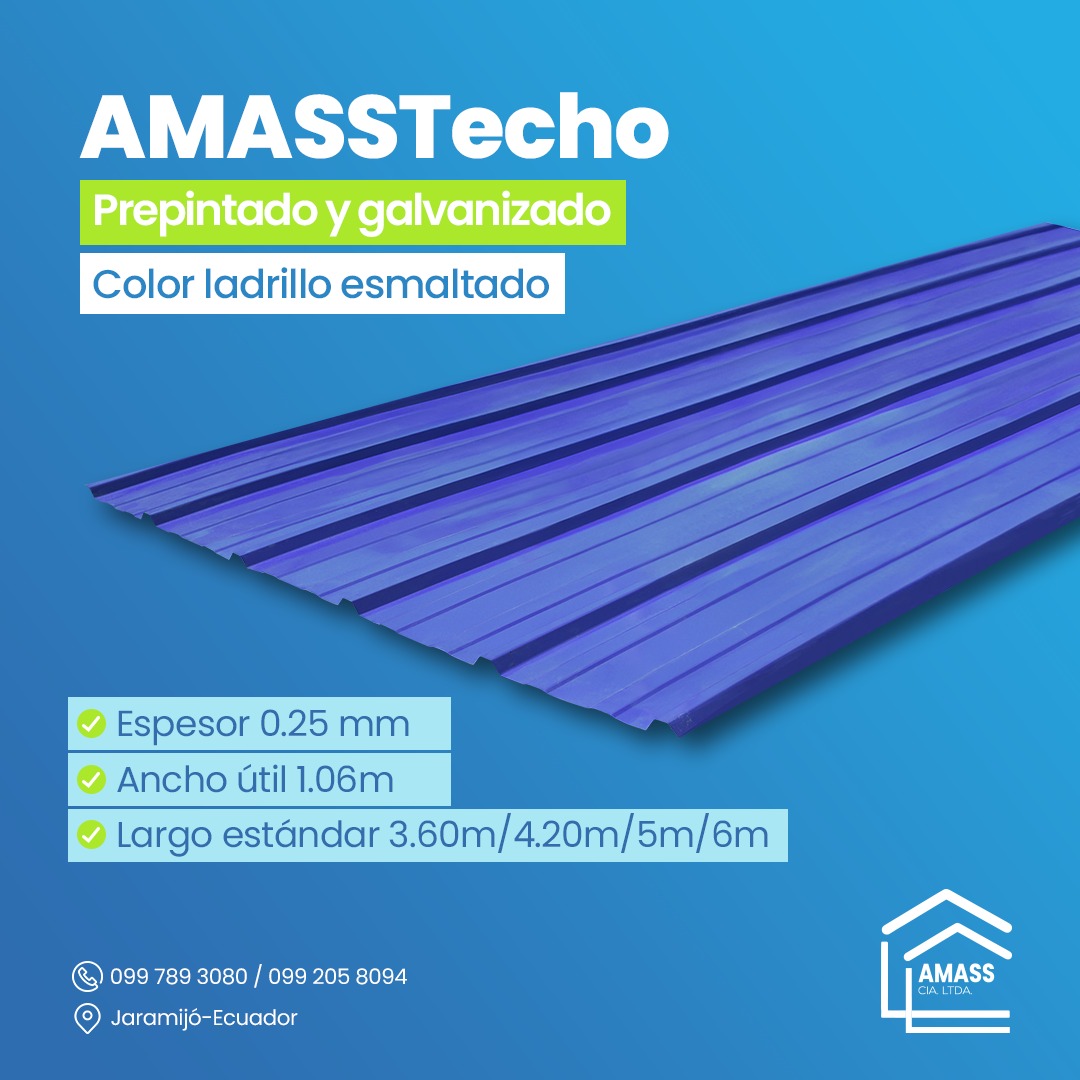 AMASSTecho
Prepintado y galvanizado
Color ladrillo esmaltado
Espesor 0.25 mm
Ancho útil 1.06m
Largo estándar 3.60m/4.20m/5m/6m
099 789 3080 / 099 205 8094
Jaramijó-Ecuador
AMASS
CIA. LTDA.